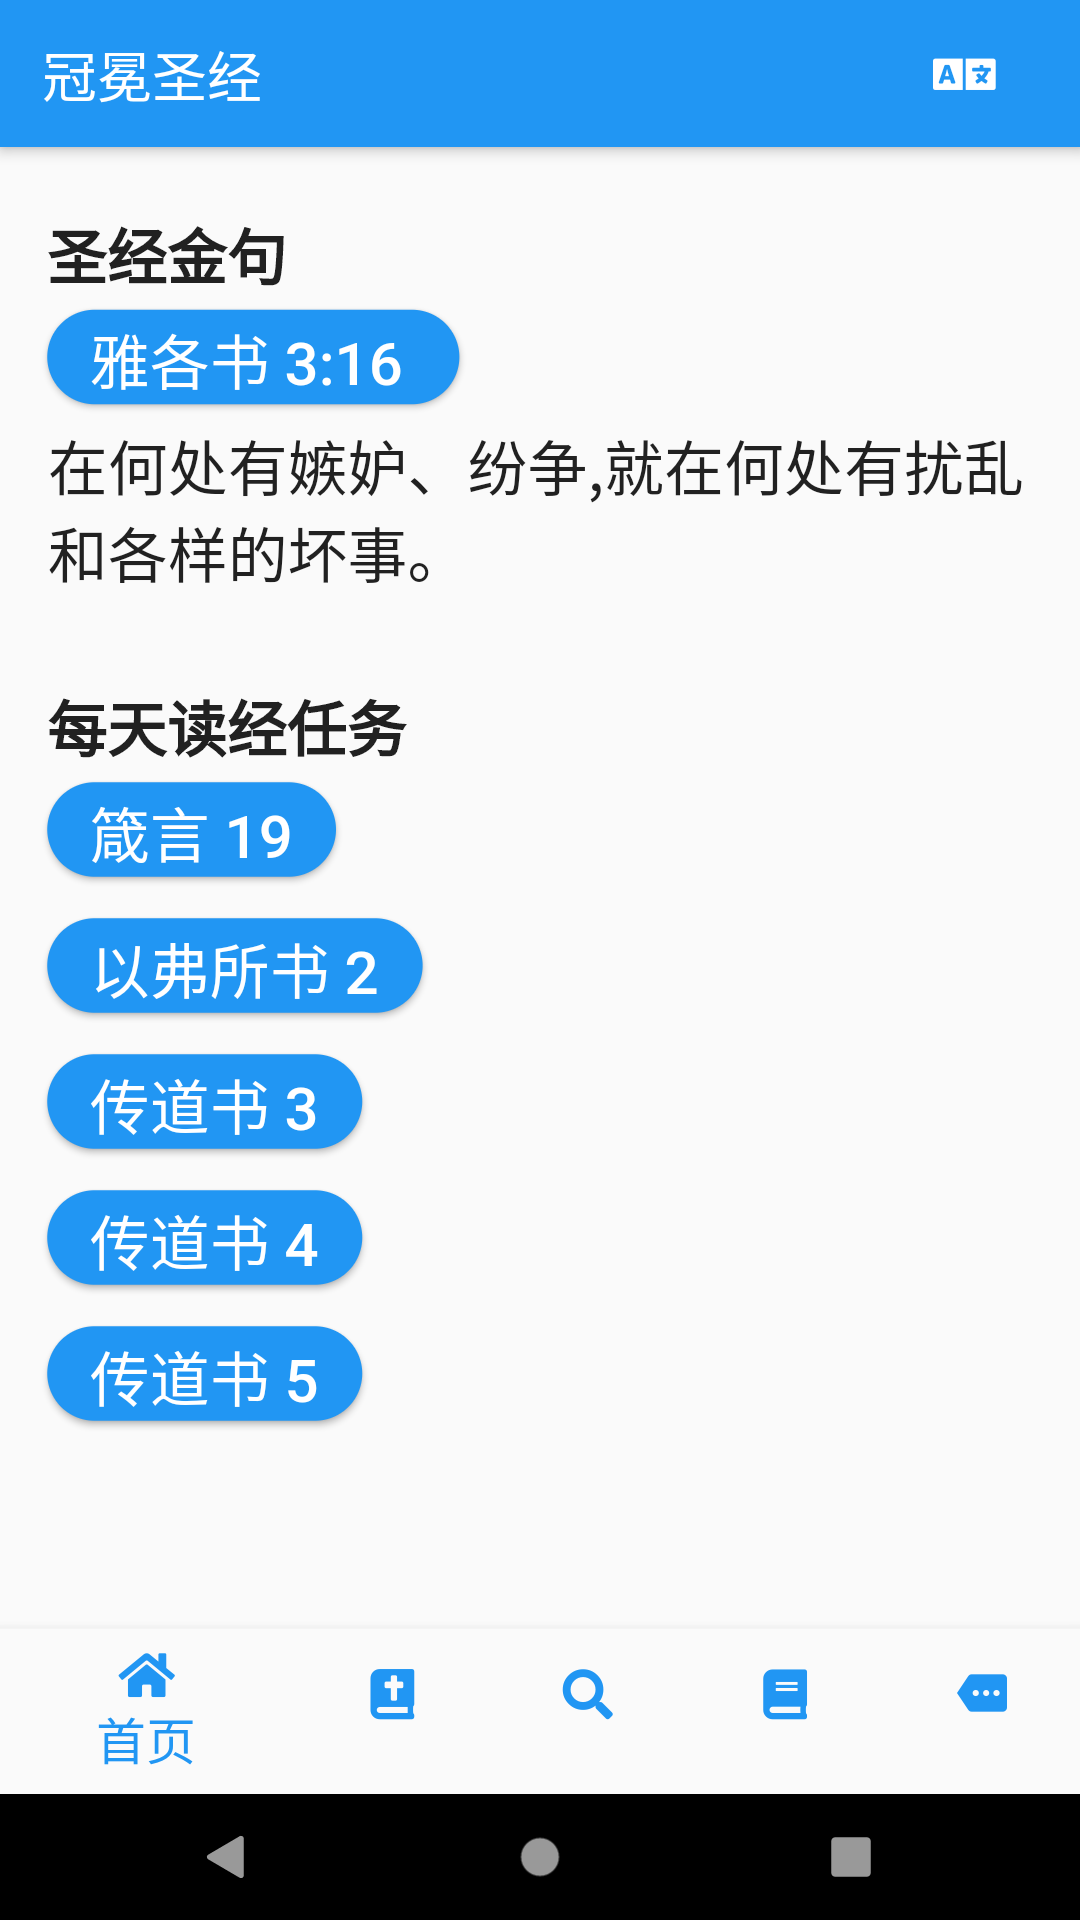 冠冕圣经
A 文
圣经金句
雅各书 3:16
在何处有嫉妒、纷争,就在何处有扰乱
和各样的坏事。
每天读经任务
箴言 19
以弗所书 2
传道书 3
传道书 4
传道书 5
首页